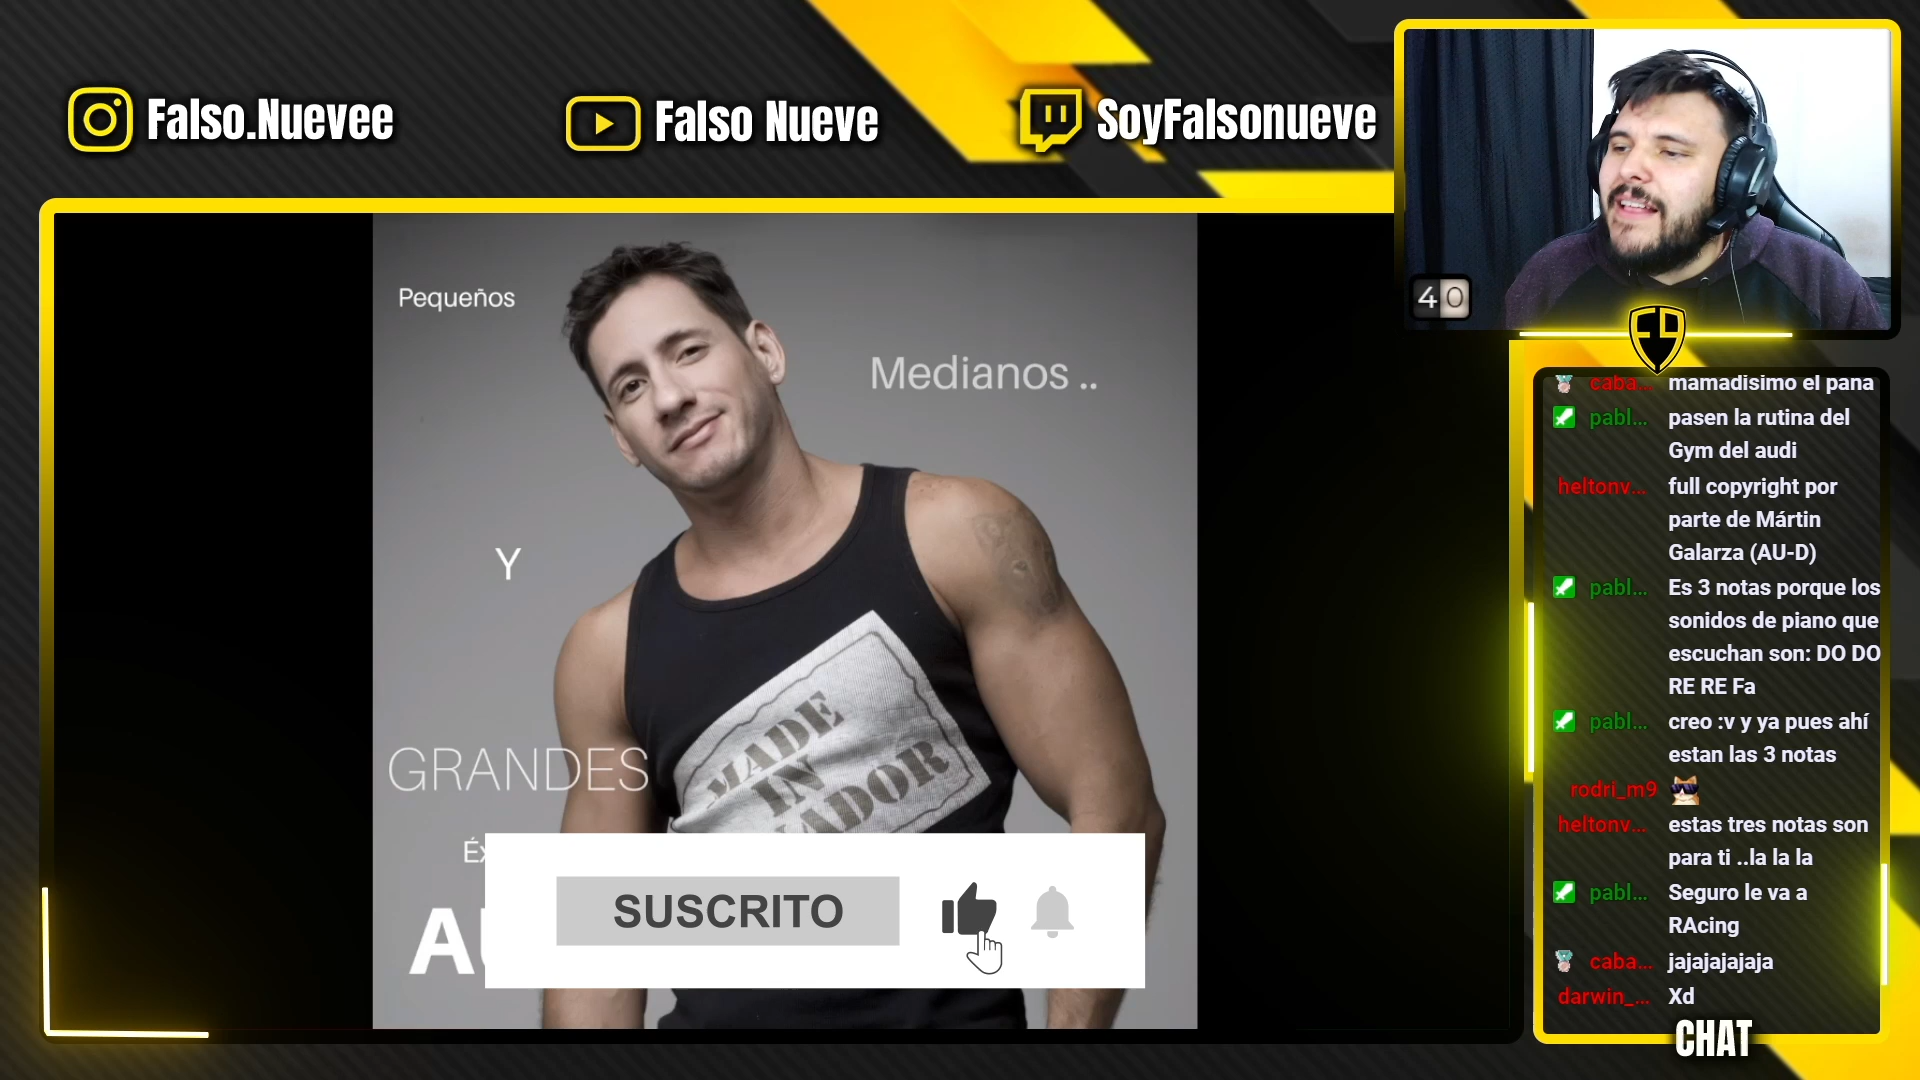 Falso.Nuevee
Falso Nueve
SoyFalsonueve
40
Pequeños
Medianos ..
Y
GRANDES
MADE
IN
SUSCRITO
caba... mamadisimo el pana
pabl... pasen la rutina del
Gym del audi
heltonv... full copyright por
parte de Mártin
Galarza (AU-D)
pabl... Es 3 notas porque los
sonidos de piano que
escuchan son: DO DO
RE RE Fa
pabl... creo :v y ya pues ahí
estan las 3 notas
rodri_m9
heltonv... estas tres notas son
para ti ..la la la
pabl... Seguro le va a
RAcing
caba... jajajajajaja
darwin_... Xd
CHAT